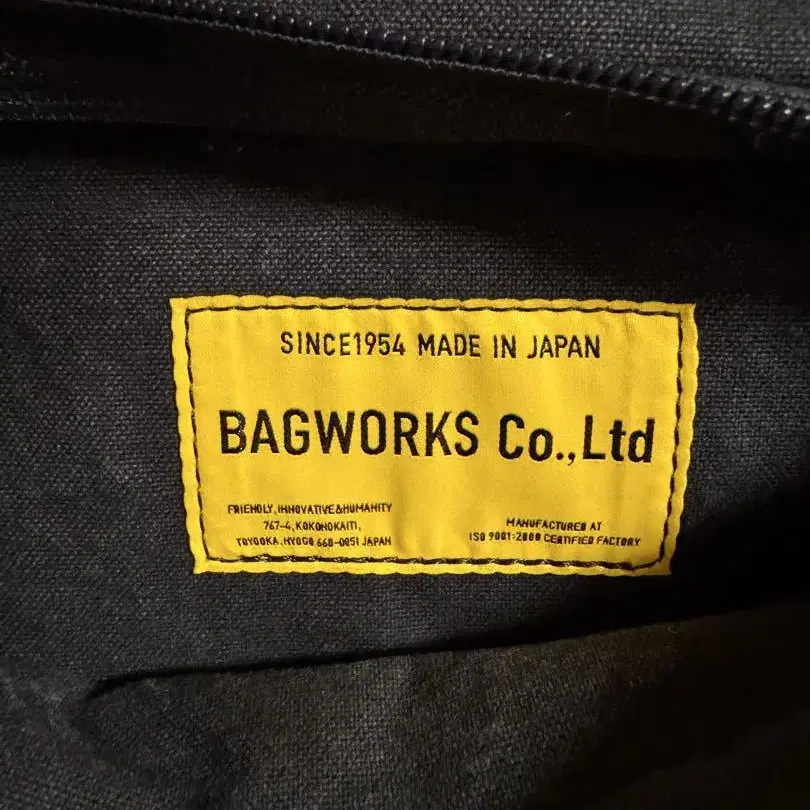 SINCE1954 MADE IN JAPAN
BAGWORKS Co.,Ltd
FRIENDLY, INNOVATIVE&HUMANITY
767-4, KOKONOKAITI,
TOYOOKA, HYOGO 668-0051 JAPAN
MANUFACTURED AT
ISO 9001:2000 CERTIFIED FACTORY